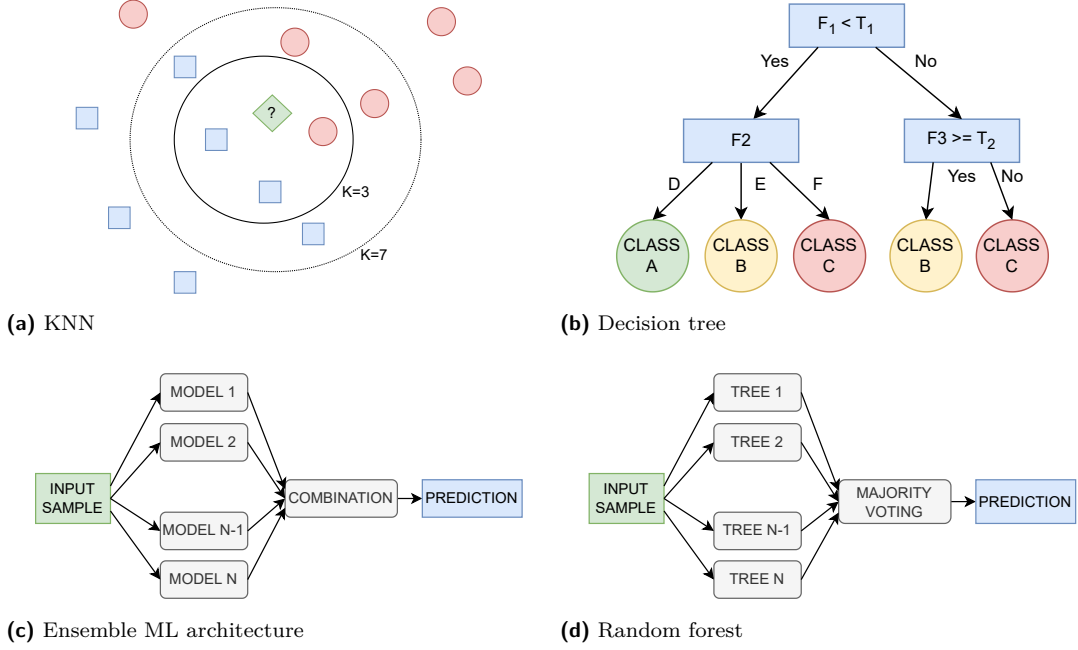 ?
K=3
K=7
(a) KNN
F₁ < T₁
Yes
No
F2
F3 >= T₂
D
E
F
Yes
No
CLASS
A
CLASS
B
CLASS
C
CLASS
B
CLASS
C
(b) Decision tree
MODEL 1
MODEL 2
INPUT
SAMPLE
COMBINATION
PREDICTION
MODEL N-1
MODEL N
(c) Ensemble ML architecture
TREE 1
TREE 2
INPUT
SAMPLE
MAJORITY
VOTING
PREDICTION
TREE N-1
TREE N
(d) Random forest